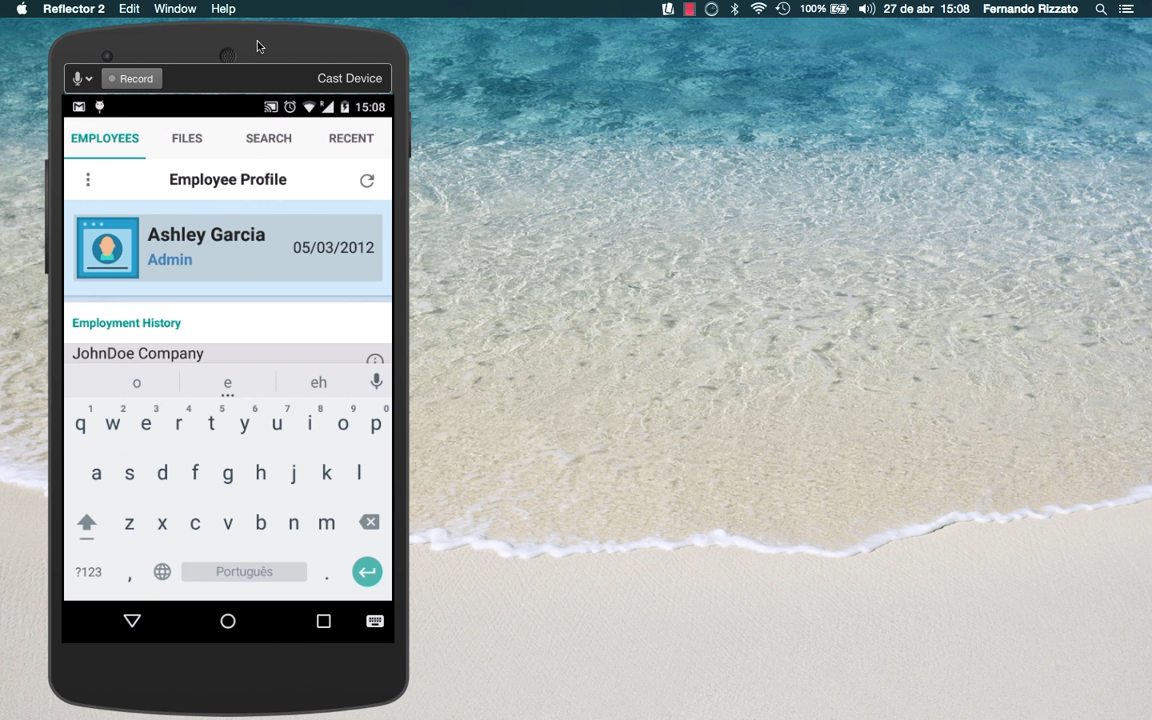 Reflector 2 Edit Window Help 100% 27 de abr 15:08 Fernando Rizzato
Record Cast Device
15:08
EMPLOYEES FILES SEARCH RECENT
Employee Profile
Ashley Garcia
Admin
05/03/2012
Employment History
JohnDoe Company
o e eh
1 2 3 4 5 6 7 8 9 0
q w e r t y u i o p
a s d f g h j k l
z x c v b n m
?123 , Português .